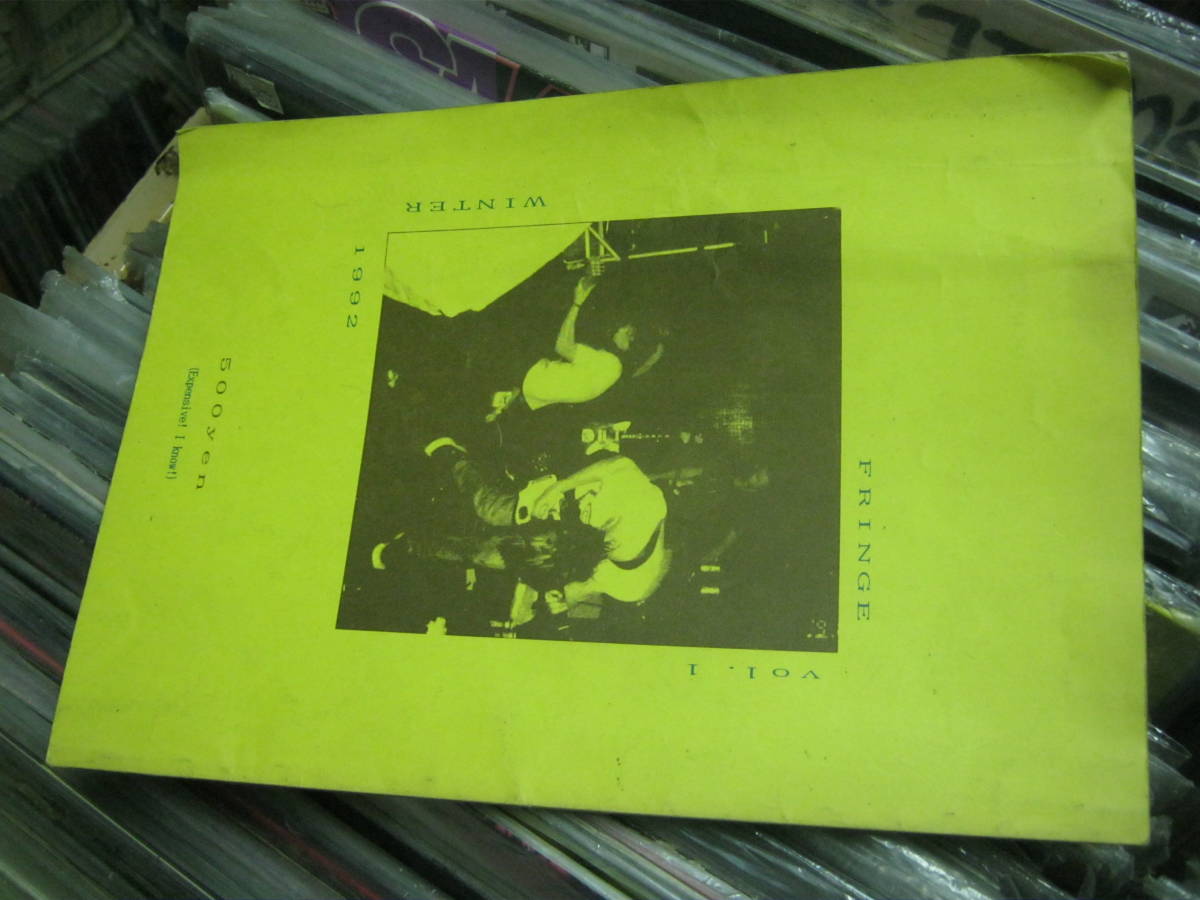 FRINGE
vol. 1
WINTER
1992
500yen
(Expensive! I know!)